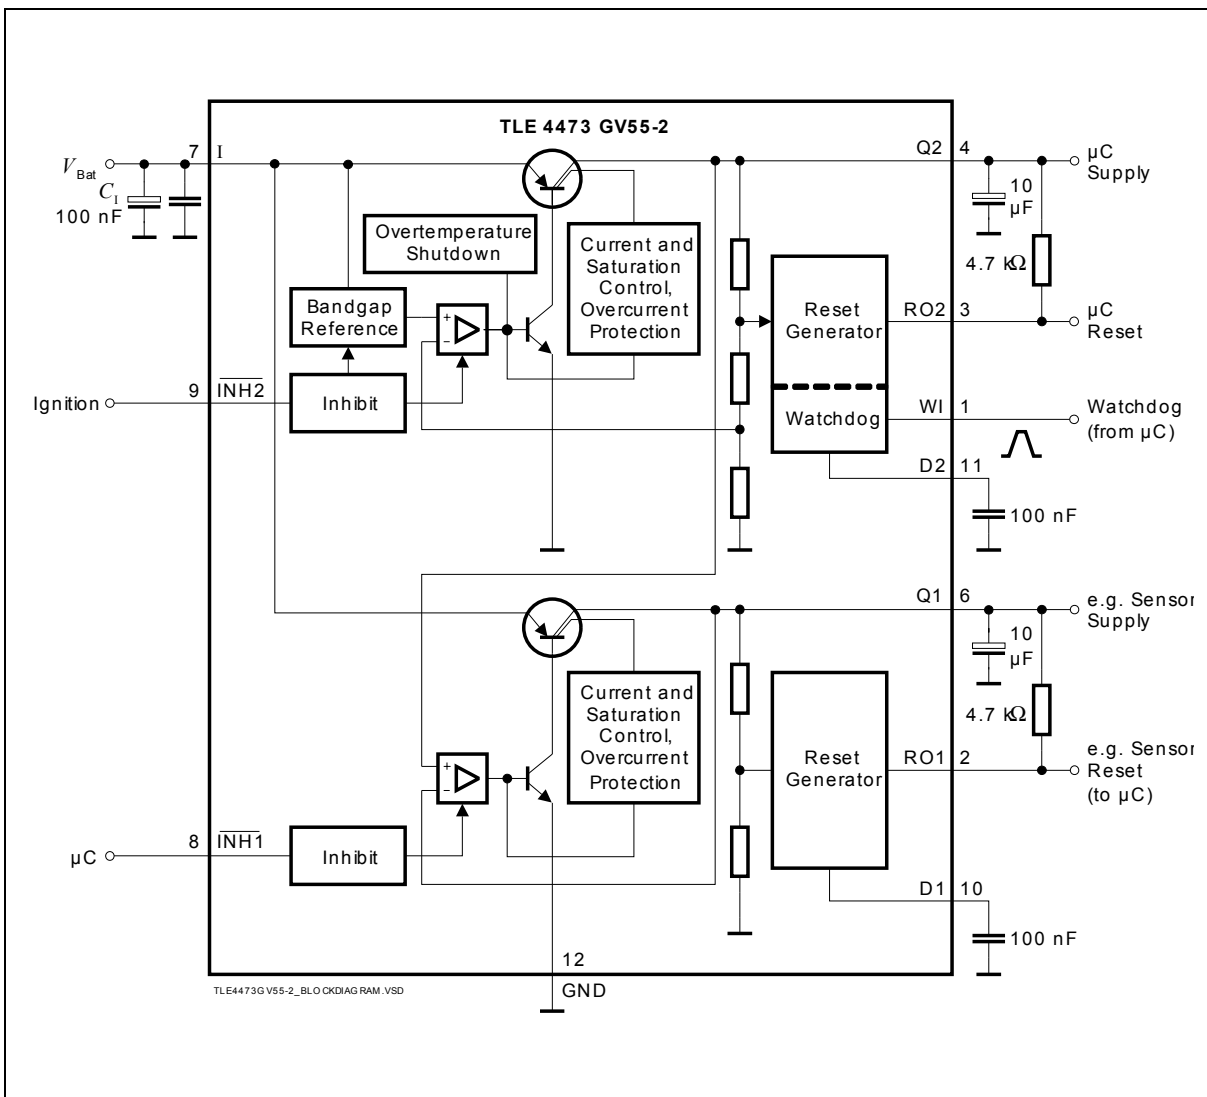 TLE 4473 GV55-2
7 I
V Bat
C I
100 nF
Q2 4
µC
Supply
10
µF
4.7 kΩ
Overtemperature
Shutdown
Current and
Saturation
Control,
Overcurrent
Protection
Bandgap
Reference
+
−
Reset
Generator
RO2 3
µC
Reset
Ignition
9 INH2
Inhibit
Watchdog
WI 1
Watchdog
(from µC)
D2 11
100 nF
Q1 6
e.g. Sensor
Supply
10
µF
4.7 kΩ
Current and
Saturation
Control,
Overcurrent
Protection
+
−
Reset
Generator
RO1 2
e.g. Sensor
Reset
(to µC)
µC
8 INH1
Inhibit
D1 10
100 nF
12
GND
TLE4473GV55-2_BLOCKDIAGRAM.VSD